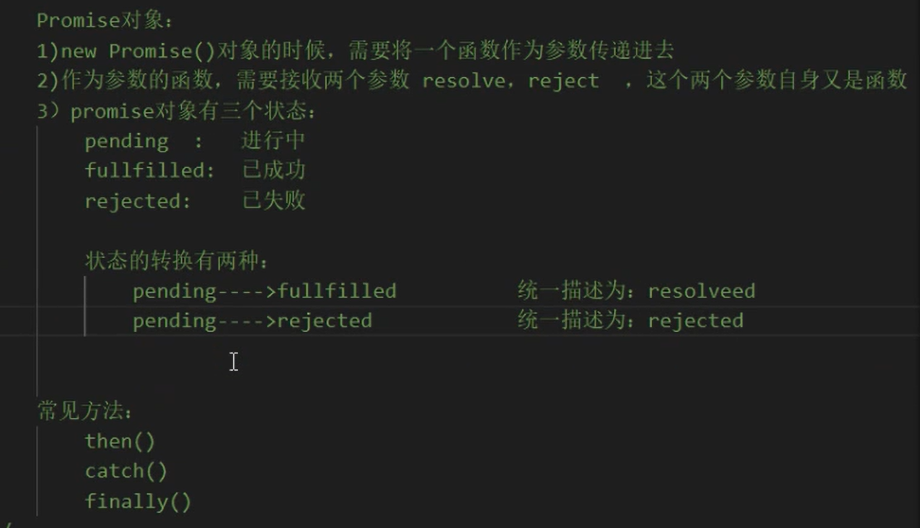 Promise对象：
1)new Promise()对象的时候，需要将一个函数作为参数传递进去
2)作为参数的函数，需要接收两个参数 resolve，reject ，这个两个参数自身又是函数
3）promise对象有三个状态：
pending ： 进行中
fullfilled： 已成功
rejected： 已失败
状态的转换有两种：
pending---->fullfilled 统一描述为：resolveed
pending---->rejected 统一描述为：rejected
常见方法：
then()
catch()
finally()
/